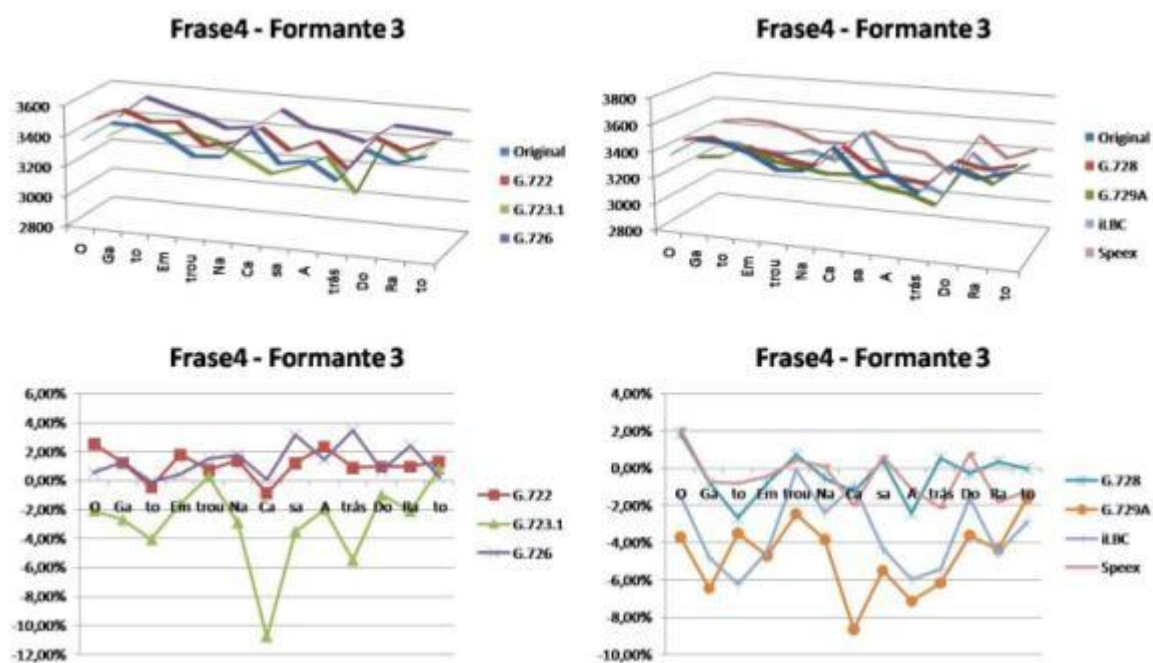 Frase4 - Formante 3
3600
3400
3200
3000
2800
O
Ga
to
Em
trou
Na
Ca
sa
A
trás
Do
Ra
to
Original
G.722
G.723.1
G.726
Frase4 - Formante 3
3800
3600
3400
3200
3000
2800
O
Ga
to
Em
trou
Na
Ca
sa
A
trás
Do
Ra
to
Original
G.728
G.729A
iLBC
Speex
Frase4 - Formante 3
6,00%
4,00%
2,00%
0,00%
-2,00%
-4,00%
-6,00%
-8,00%
-10,00%
-12,00%
O Ga to Em trou Na Ca sa A trás Do Ra to
G.722
G.723.1
G.726
Frase4 - Formante 3
4,00%
2,00%
0,00%
-2,00%
-4,00%
-6,00%
-8,00%
-10,00%
O Ga to Em trou Na Ca sa A trás Do Ra to
G.728
G.729A
iLBC
Speex